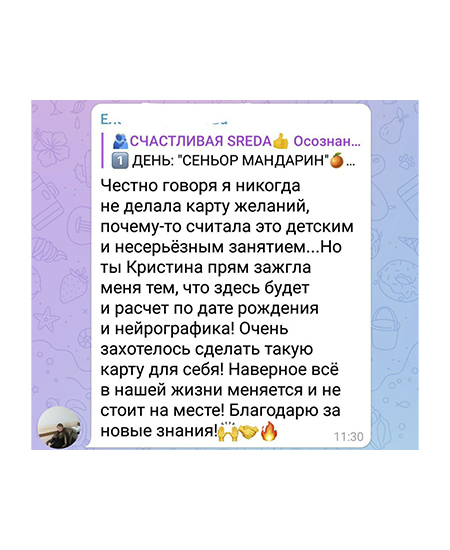 🫂СЧАСТЛИВАЯ SREDA👍 Осознан...
1️⃣ ДЕНЬ: "СЕНЬОР МАНДАРИН"🍊...
Честно говоря я никогда
не делала карту желаний,
почему-то считала это детским
и несерьёзным занятием...Но
ты Кристина прям зажгла
меня тем, что здесь будет
и расчет по дате рождения
и нейрографика! Очень
захотелось сделать такую
карту для себя! Наверное всё
в нашей жизни меняется и не
стоит на месте! Благодарю за
новые знания!🙌🤝🔥
11:30